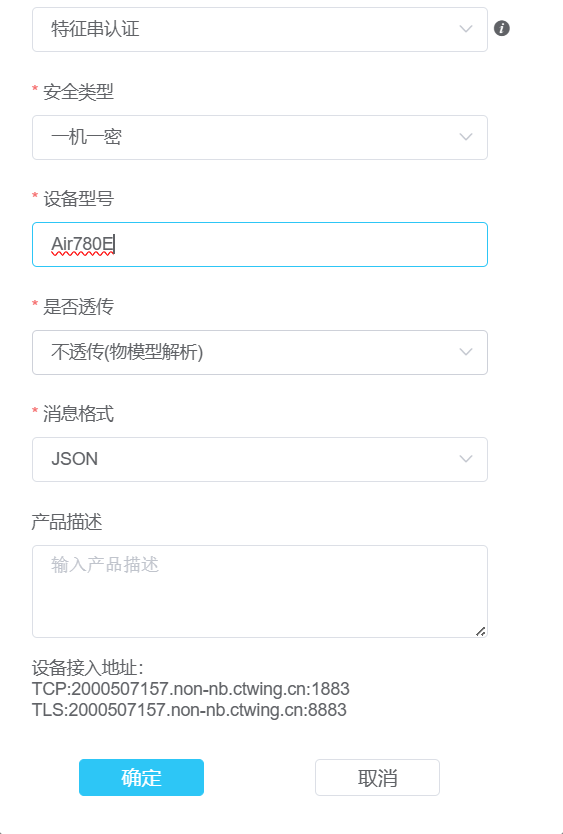 特征串认证
* 安全类型
一机一密
* 设备型号
Air780E
* 是否透传
不透传(物模型解析)
* 消息格式
JSON
产品描述
输入产品描述
设备接入地址：
TCP:2000507157.non-nb.ctwing.cn:1883
TLS:2000507157.non-nb.ctwing.cn:8883
确定 取消